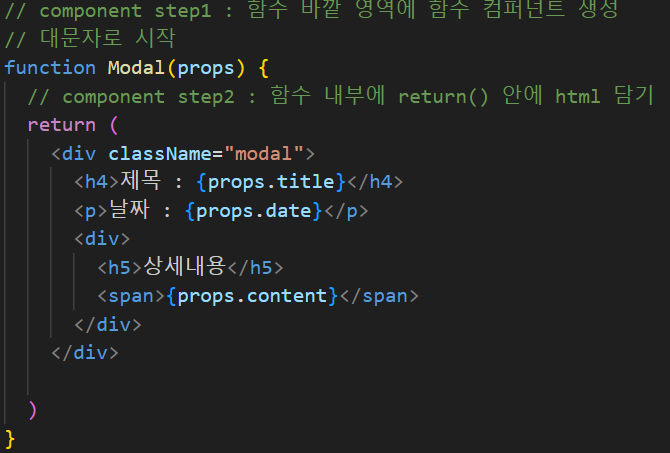 // component step1 : 함수 바깥 영역에 함수 컴퍼넌트 생성
// 대문자로 시작
function Modal(props) {
  // component step2 : 함수 내부에 return() 안에 html 담기
  return (
    <div className="modal">
      <h4>제목 : {props.title}</h4>
      <p>날짜 : {props.date}</p>
      <div>
        <h5>상세내용</h5>
        <span>{props.content}</span>
      </div>
    </div>
  )
}